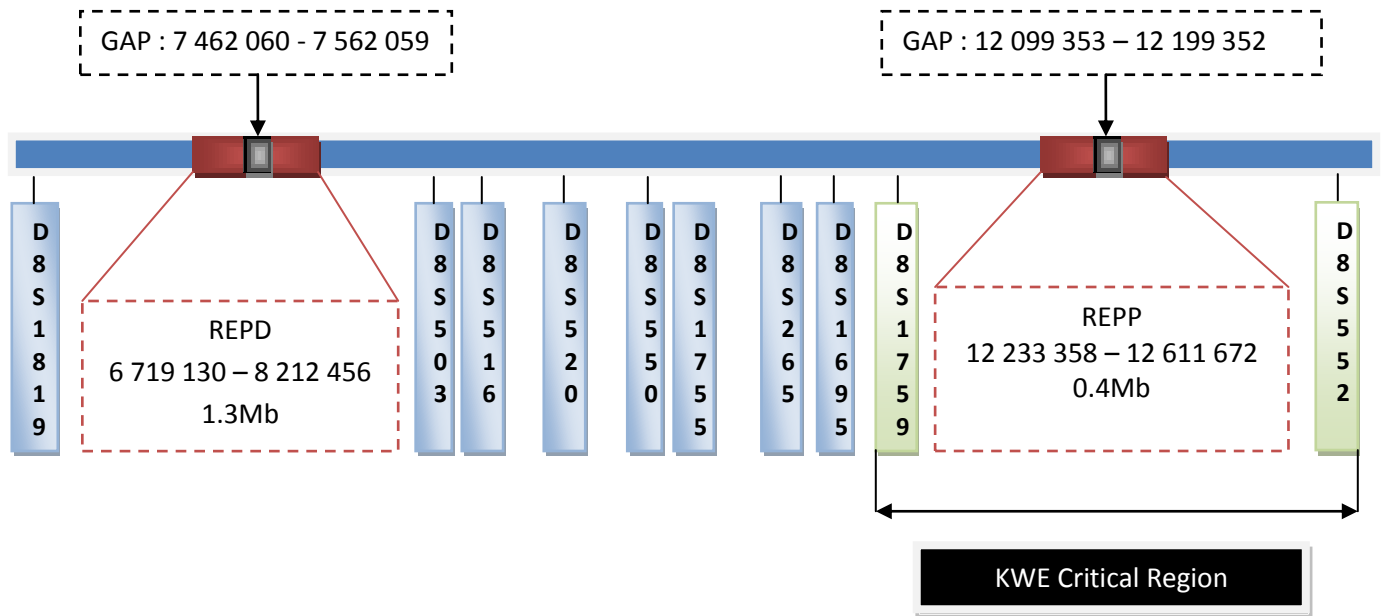 GAP : 7 462 060 - 7 562 059
GAP : 12 099 353 – 12 199 352
D8S1819
REPD
6 719 130 – 8 212 456
1.3Mb
D8S503
D8S516
D8S520
D8S550
D8S1755
D8S265
D8S1695
D8S1759
REPP
12 233 358 – 12 611 672
0.4Mb
D8S552
KWE Critical Region